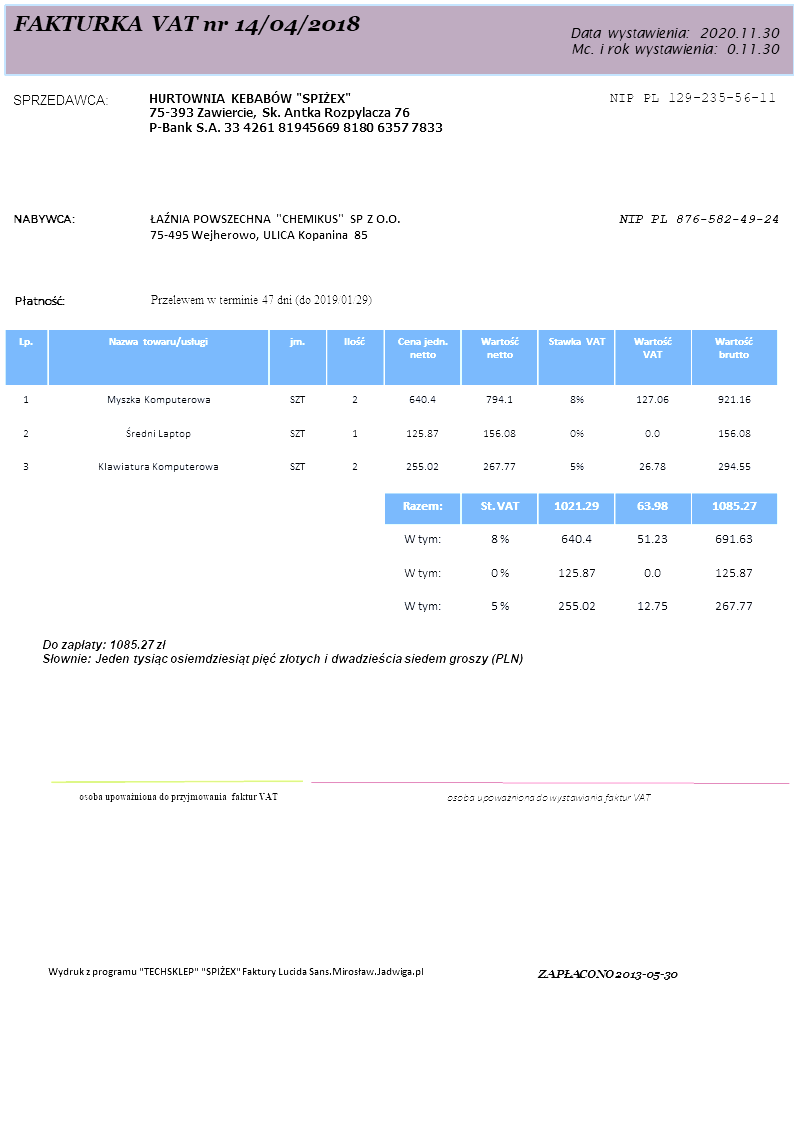 FAKTURKA VAT nr 14/04/2018
Data wystawienia: 2020.11.30
Mc. i rok wystawienia: 0.11.30
SPRZEDAWCA: HURTOWNIA KEBABÓW "SPIŻEX" NIP PL 129-235-56-11
75-393 Zawiercie, Sk. Antka Rozpylacza 76
P-Bank S.A. 33 4261 81945669 8180 6357 7833
NABYWCA: ŁAŹNIA POWSZECHNA "CHEMIKUS" SP Z O.O. NIP PL 876-582-49-24
75-495 Wejherowo, ULICA Kopanina 85
Płatność: Przelewem w terminie 47 dni (do 2019/01/29)
Lp. Nazwa towaru/usługi jm. Ilość Cena jedn. netto Wartość netto Stawka VAT Wartość VAT Wartość brutto
1 Myszka Komputerowa SZT 2 640.4 794.1 8% 127.06 921.16
2 Średni Laptop SZT 1 125.87 156.08 0% 0.0 156.08
3 Klawiatura Komputerowa SZT 2 255.02 267.77 5% 26.78 294.55
Razem: St. VAT 1021.29 63.98 1085.27
W tym: 8 % 640.4 51.23 691.63
W tym: 0 % 125.87 0.0 125.87
W tym: 5 % 255.02 12.75 267.77
Do zapłaty: 1085.27 zł
Słownie: Jeden tysiąc osiemdziesiąt pięć złotych i dwadzieścia siedem groszy (PLN)
osoba upoważniona do przyjmowania faktur VAT osoba upoważniona do wystawiania faktur VAT
Wydruk z programu "TECHSKLEP" "SPIŻEX" Faktury Lucida Sans.Mirosław.Jadwiga.pl ZAPŁACONO 2013-05-30